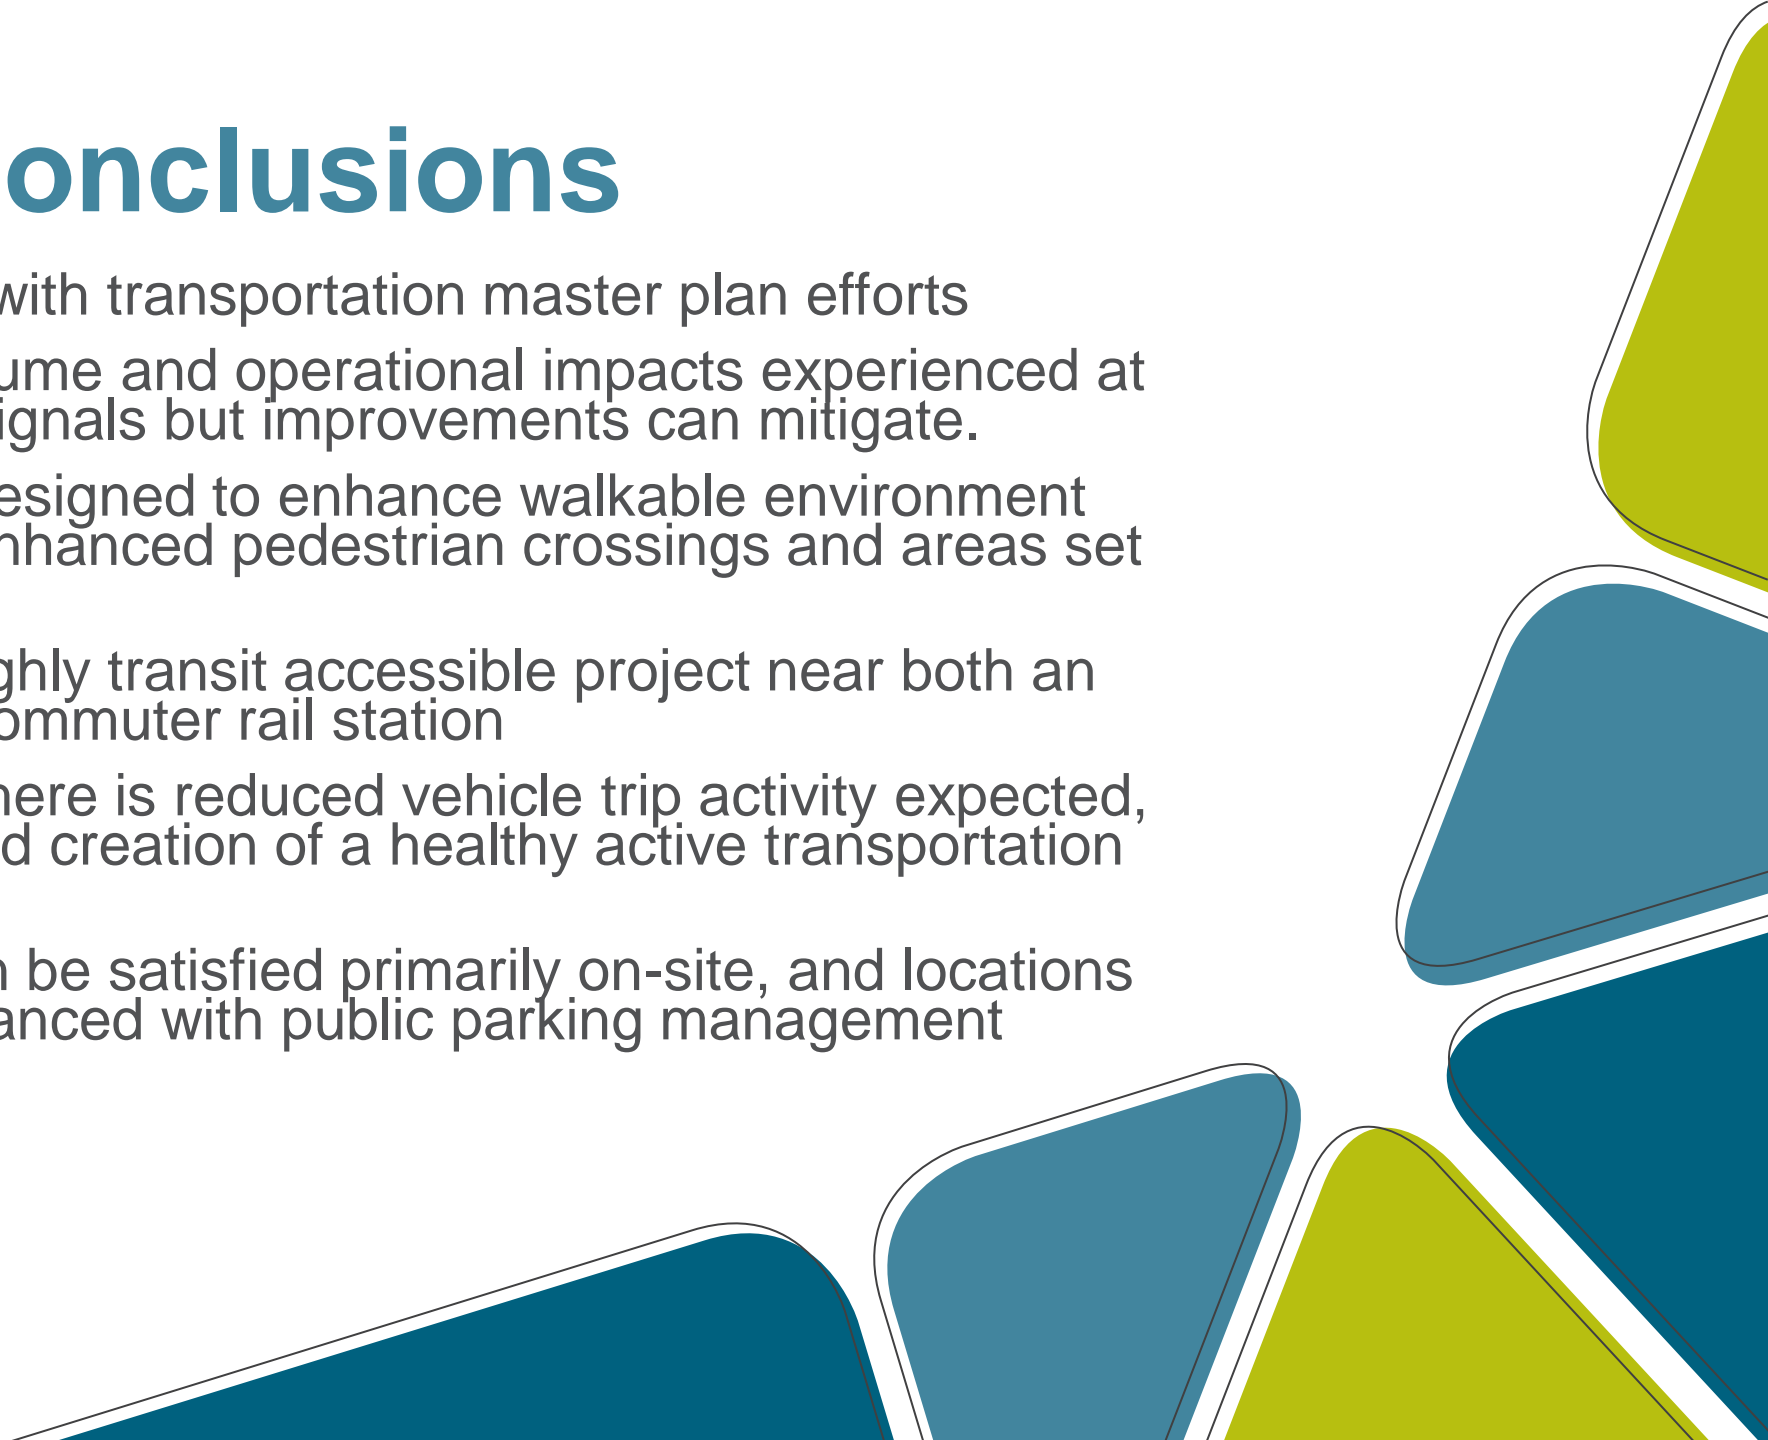 onclusions
with transportation master plan efforts
ume and operational impacts experienced at
ignals but improvements can mitigate.
esigned to enhance walkable environment
nhanced pedestrian crossings and areas set
ghly transit accessible project near both an
ommuter rail station
here is reduced vehicle trip activity expected,
d creation of a healthy active transportation
n be satisfied primarily on-site, and locations
anced with public parking management